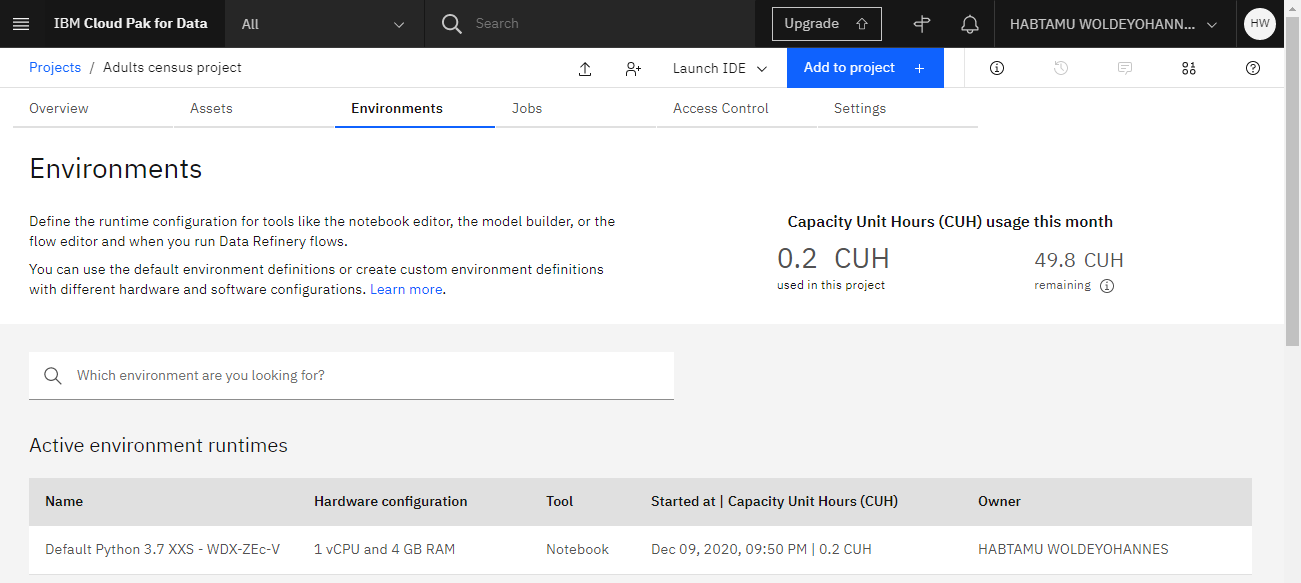 IBM Cloud Pak for Data All Search Upgrade HABTAMU WOLDEYOHANN... HW
Projects / Adults census project Launch IDE Add to project +
Overview Assets Environments Jobs Access Control Settings
Environments
Define the runtime configuration for tools like the notebook editor, the model builder, or the
flow editor and when you run Data Refinery flows.
You can use the default environment definitions or create custom environment definitions
with different hardware and software configurations. Learn more.
Capacity Unit Hours (CUH) usage this month
0.2 CUH 49.8 CUH
used in this project remaining
Which environment are you looking for?
Active environment runtimes
Name Hardware configuration Tool Started at | Capacity Unit Hours (CUH) Owner
Default Python 3.7 XXS - WDX-ZEc-V 1 vCPU and 4 GB RAM Notebook Dec 09, 2020, 09:50 PM | 0.2 CUH HABTAMU WOLDEYOHANNES